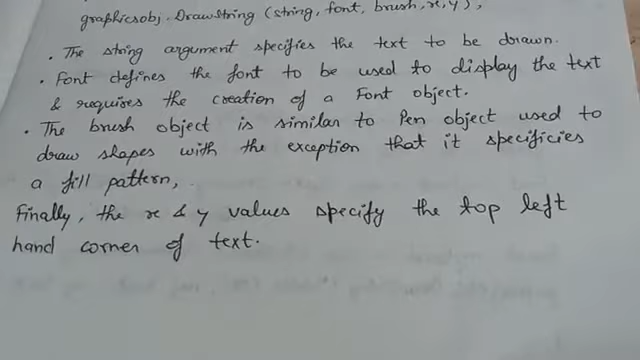 graphicsobj. DrawString (string, font, brush, x, y);
• The string argument specifies the text to be drawn.
• Font defines the font to be used to display the text
& requires the creation of a Font object.
• The brush object is similar to Pen object used to
draw shapes with the exception that it specificies
a fill pattern,
Finally, the x & y values specify the top left
hand corner of text.